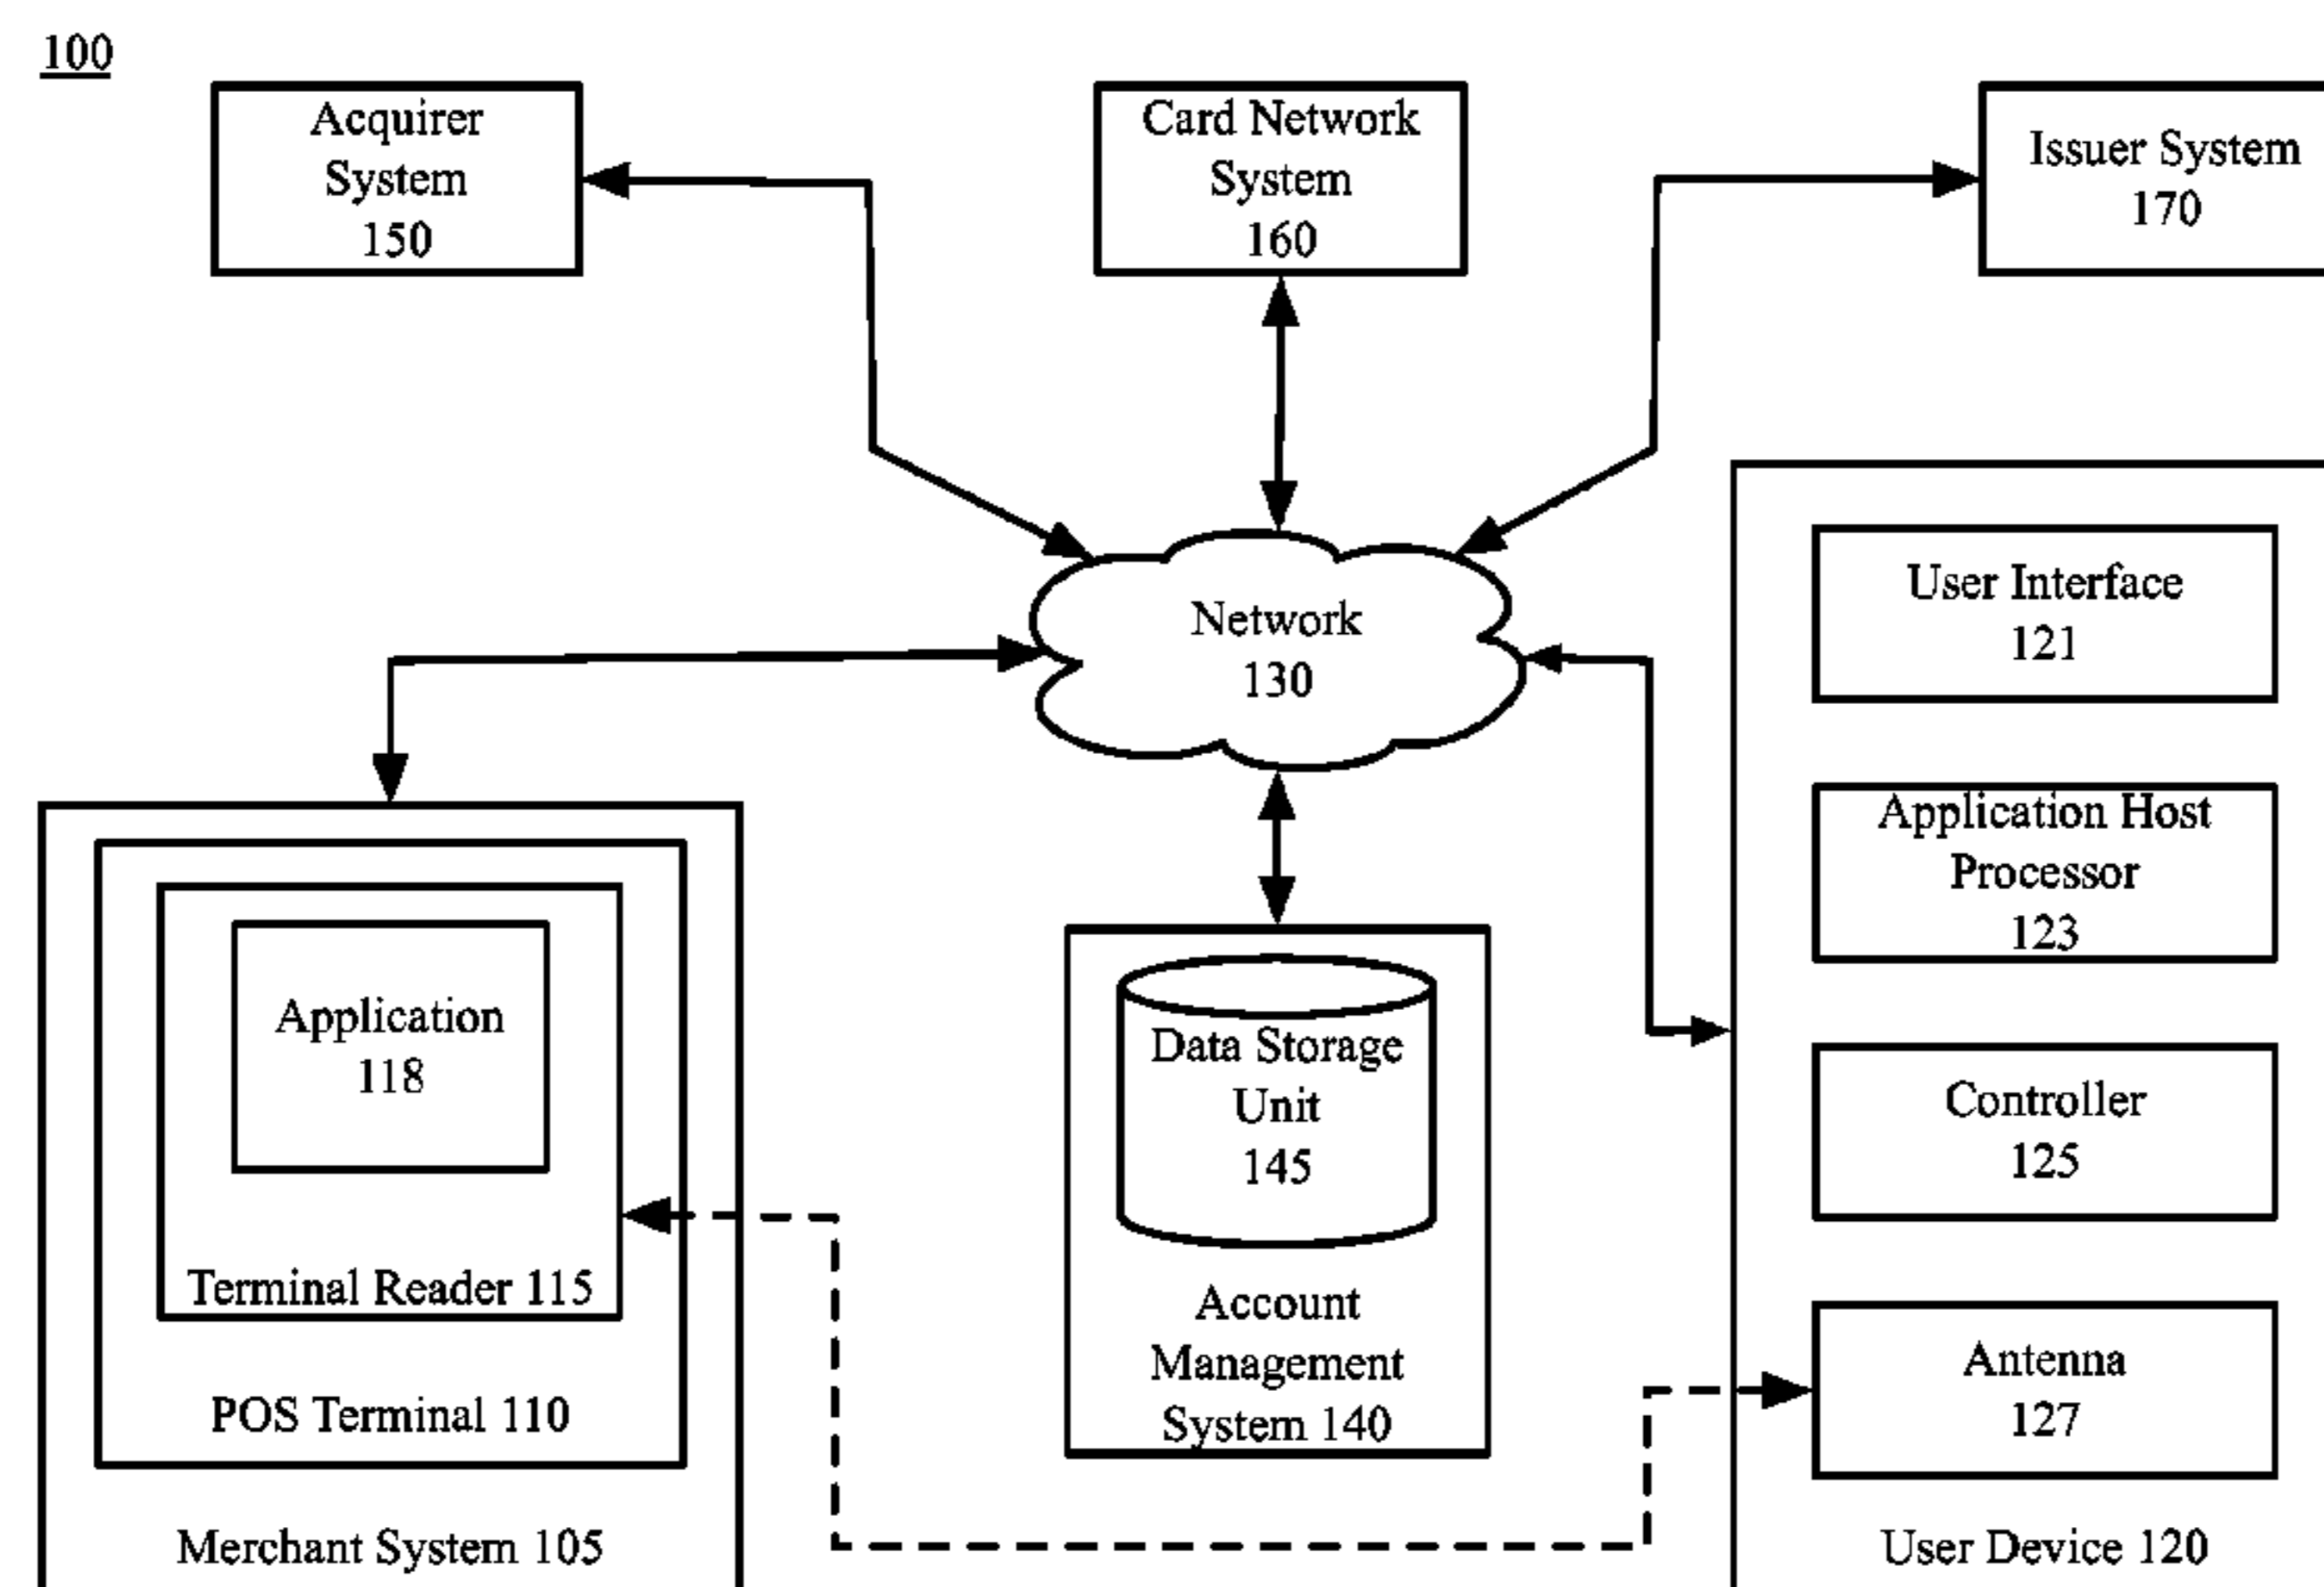 100
Acquirer
System
150
Card Network
System
160
Issuer System
170
Network
130
User Interface
121
Application Host
Processor
123
Controller
125
Antenna
127
User Device 120
Application
118
Terminal Reader 115
POS Terminal 110
Merchant System 105
Data Storage
Unit
145
Account
Management
System 140